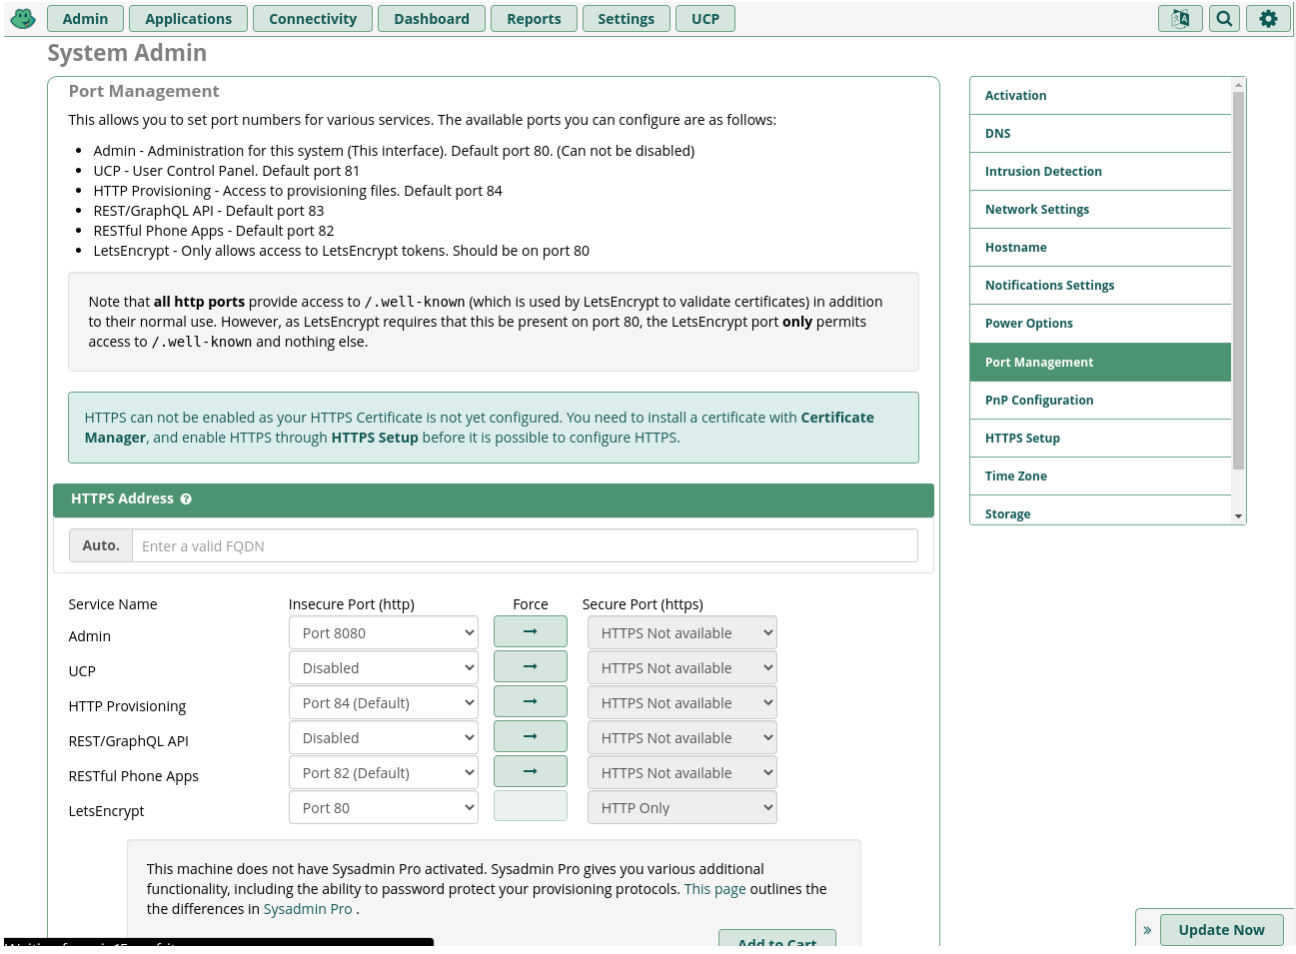 Admin
Applications
Connectivity
Dashboard
Reports
Settings
UCP
System Admin
Port Management
This allows you to set port numbers for various services. The available ports you can configure are as follows:
Admin - Administration for this system (This interface). Default port 80. (Can not be disabled)
UCP - User Control Panel. Default port 81
HTTP Provisioning - Access to provisioning files. Default port 84
REST/GraphQL API - Default port 83
RESTful Phone Apps - Default port 82
LetsEncrypt - Only allows access to LetsEncrypt tokens. Should be on port 80
Note that all http ports provide access to /.well-known (which is used by LetsEncrypt to validate certificates) in addition
to their normal use. However, as LetsEncrypt requires that this be present on port 80, the LetsEncrypt port only permits
access to /.well-known and nothing else.
HTTPS can not be enabled as your HTTPS Certificate is not yet configured. You need to install a certificate with Certificate
Manager, and enable HTTPS through HTTPS Setup before it is possible to configure HTTPS.
HTTPS Address
Auto. Enter a valid FQDN
Service Name Insecure Port (http) Force Secure Port (https)
Admin Port 8080 → HTTPS Not available
UCP Disabled → HTTPS Not available
HTTP Provisioning Port 84 (Default) → HTTPS Not available
REST/GraphQL API Disabled → HTTPS Not available
RESTful Phone Apps Port 82 (Default) → HTTPS Not available
LetsEncrypt Port 80 HTTP Only
This machine does not have Sysadmin Pro activated. Sysadmin Pro gives you various additional
functionality, including the ability to password protect your provisioning protocols. This page outlines the
the differences in Sysadmin Pro .
Add to Cart
Activation
DNS
Intrusion Detection
Network Settings
Hostname
Notifications Settings
Power Options
Port Management
PnP Configuration
HTTPS Setup
Time Zone
Storage
» Update Now